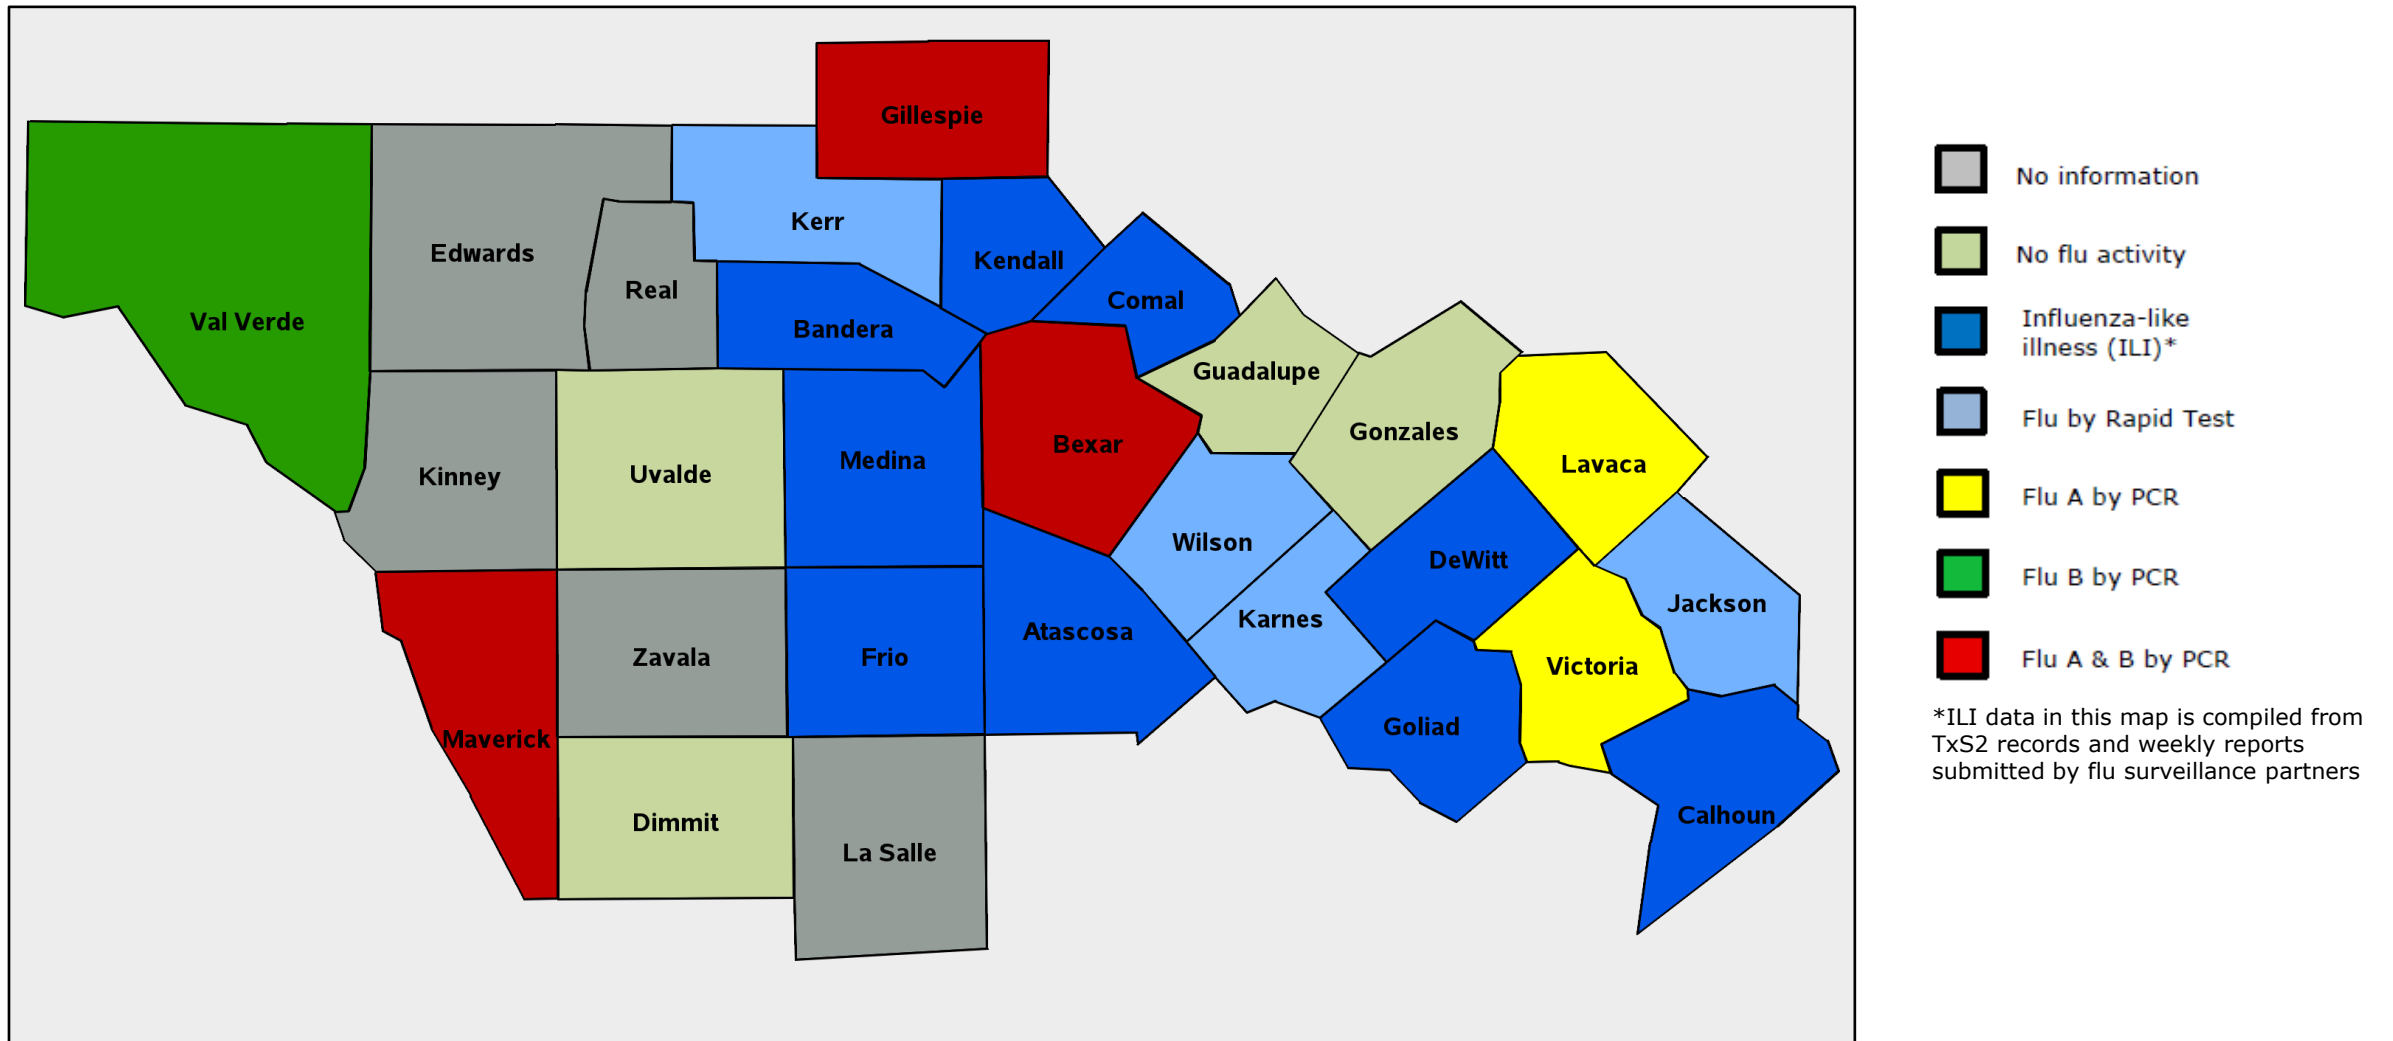 Gillespie
Kerr
Edwards
Kendall
Real
Comal
Val Verde
Bandera
Guadalupe
Gonzales
Bexar
Medina
Lavaca
Uvalde
Kinney
Wilson
DeWitt
Jackson
Karnes
Atascosa
Zavala
Frio
Victoria
Goliad
Maverick
Calhoun
Dimmit
La Salle
No information
No flu activity
Influenza-like
illness (ILI)*
Flu by Rapid Test
Flu A by PCR
Flu B by PCR
Flu A & B by PCR
*ILI data in this map is compiled from
TxS2 records and weekly reports
submitted by flu surveillance partners